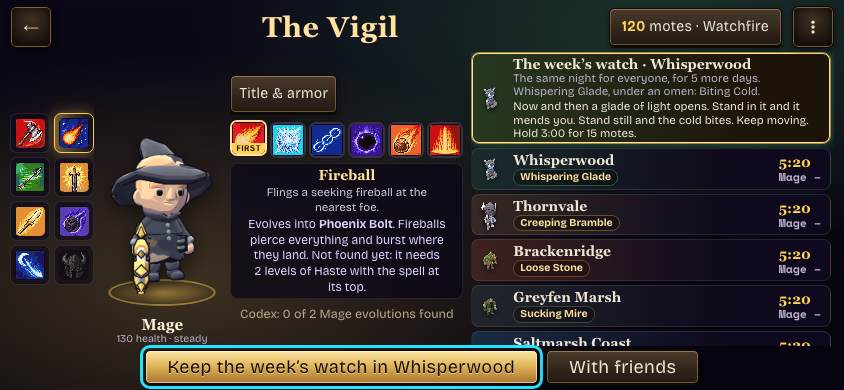 The Vigil
120 motes · Watchfire
Title & armor
FIRST
Fireball
Flings a seeking fireball at the
nearest foe.
Evolves into Phoenix Bolt. Fireballs
pierce everything and burst where
they land. Not found yet: it needs
2 levels of Haste with the spell at
its top.
Codex: 0 of 2 Mage evolutions found
Mage
130 health · steady
The week's watch · Whisperwood
The same night for everyone, for 5 more days.
Whispering Glade, under an omen: Biting Cold.
Now and then a glade of light opens. Stand in it and it
mends you. Stand still and the cold bites. Keep moving.
Hold 3:00 for 15 motes.
Whisperwood 5:20
Whispering Glade Mage –
Thornvale 5:20
Creeping Bramble Mage –
Brackenridge 5:20
Loose Stone Mage –
Greyfen Marsh 5:20
Sucking Mire Mage –
Saltmarsh Coast 5:20
Keep the week's watch in Whisperwood
With friends